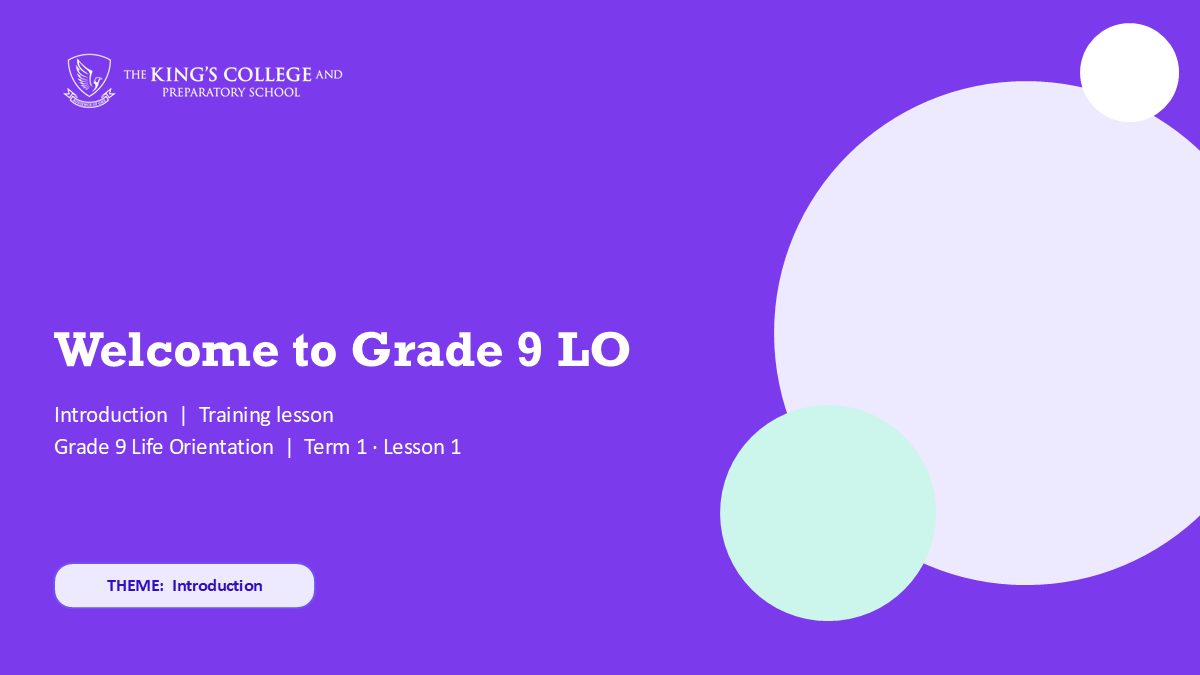 THE KING'S COLLEGE AND
PREPARATORY SCHOOL
Welcome to Grade 9 LO
Introduction | Training lesson
Grade 9 Life Orientation | Term 1 · Lesson 1
THEME: Introduction